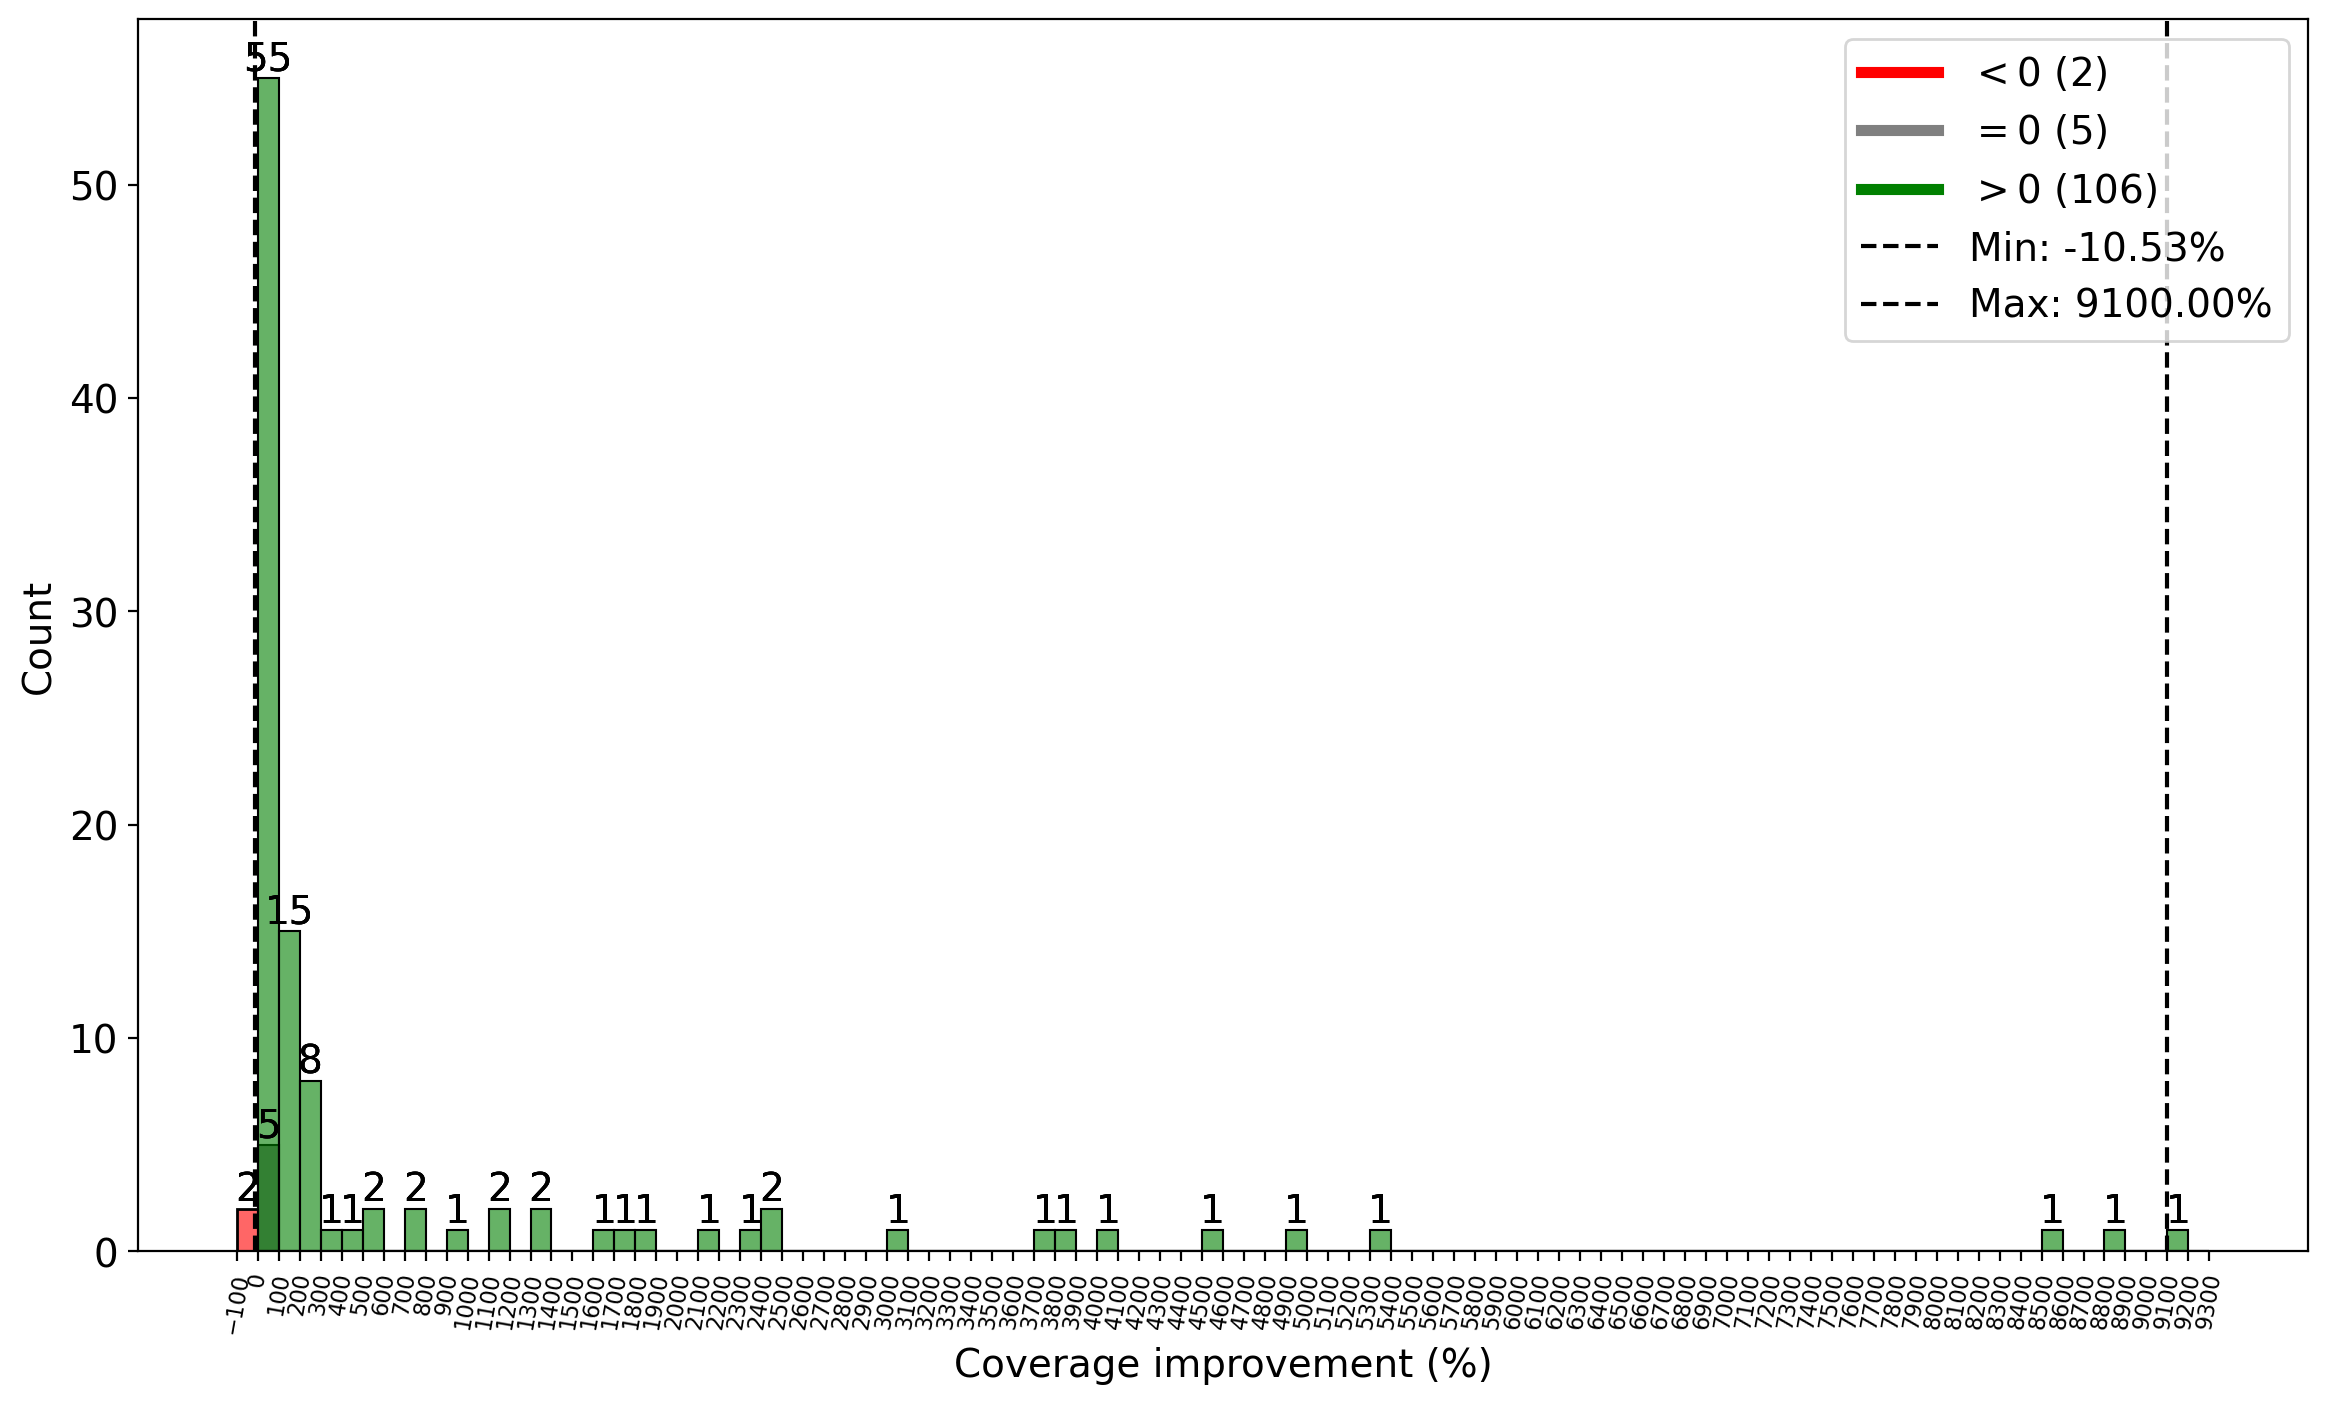 < 0 (2)
= 0 (5)
> 0 (106)
Min: -10.53%
Max: 9100.00%
Count
50
40
30
20
10
0
55
15
8
5
2 1 1 2 2 1 2 2 1 1 1 1 1 2 1 1 1 1 1 1 1 1 1 1
−100 0 100 200 300 400 500 600 700 800 900 1000 1100 1200 1300 1400 1500 1600 1700 1800 1900 2000 2100 2200 2300 2400 2500 2600 2700 2800 2900 3000 3100 3200 3300 3400 3500 3600 3700 3800 3900 4000 4100 4200 4300 4400 4500 4600 4700 4800 4900 5000 5100 5200 5300 5400 5500 5600 5700 5800 5900 6000 6100 6200 6300 6400 6500 6600 6700 6800 6900 7000 7100 7200 7300 7400 7500 7600 7700 7800 7900 8000 8100 8200 8300 8400 8500 8600 8700 8800 8900 9000 9100 9200 9300
Coverage improvement (%)